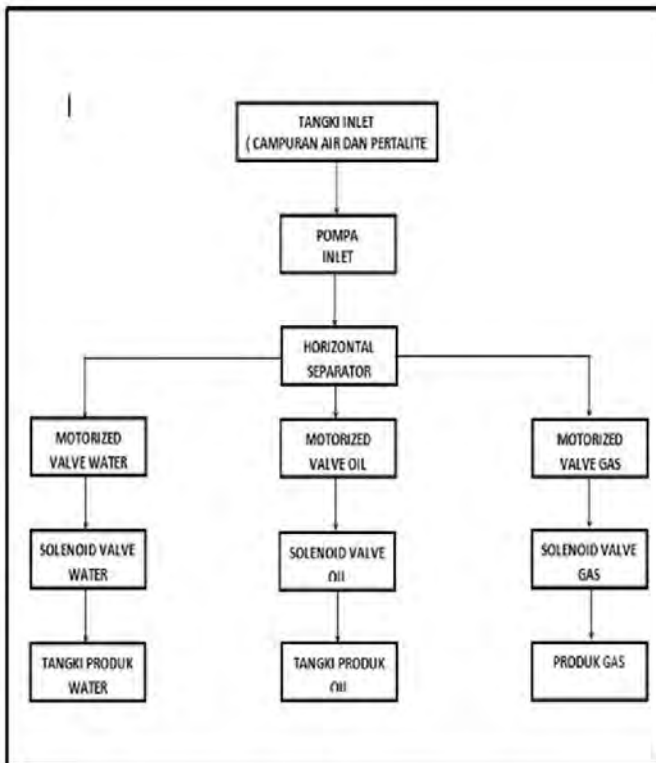 TANGKI INLET
( CAMPURAN AIR DAN PERTALITE
POMPA
INLET
HORIZONTAL
SEPARATOR
MOTORIZED
VALVE WATER
MOTORIZED
VALVE OIL
MOTORIZED
VALVE GAS
SOLENOID VALVE
WATER
SOLENOID VALVE
OIL
SOLENOID VALVE
GAS
TANGKI PRODUK
WATER
TANGKI PRODUK
OIL
PRODUK GAS